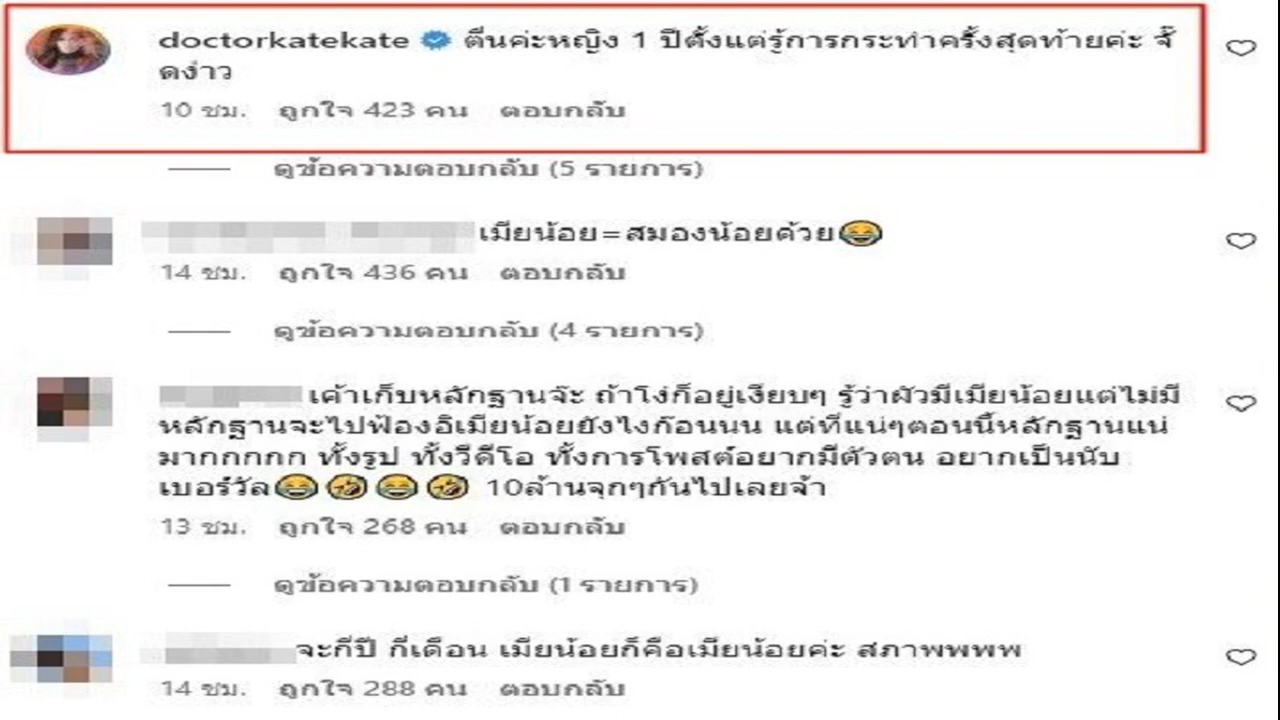 doctorkatekate ตื่นค่ะหญิง 1 ปีตั้งแต่รู้การกระทำครั้งสุดท้ายค่ะ จั๊
ดง่าว
10 ชม. ถูกใจ 423 คน ตอบกลับ
ดูข้อความตอบกลับ (5 รายการ)
เมียน้อย=สมองน้อยด้วย😂
14 ชม. ถูกใจ 436 คน ตอบกลับ
ดูข้อความตอบกลับ (4 รายการ)
เค้าเก็บหลักฐานจ๊ะ ถ้าโง่ก็อยู่เงียบๆ รู้ว่าผัวมีเมียน้อยแต่ไม่มี
หลักฐานจะไปฟ้องอิเมียน้อยยังไงก๊อนนน แต่ที่แน่ๆตอนนี้หลักฐานแน่
มากกกกก ทั้งรูป ทั้งวีดีโอ ทั้งการโพสต์อยากมีตัวตน อยากเป็นนับ
เบอร์วัล😂🤣😂🤣 10ล้านจุกๆกันไปเลยจ้า
13 ชม. ถูกใจ 268 คน ตอบกลับ
ดูข้อความตอบกลับ (1 รายการ)
จะกี่ปี กี่เดือน เมียน้อยก็คือเมียน้อยค่ะ สภาพพพพ
14 ชม. ถูกใจ 288 คน ตอบกลับ